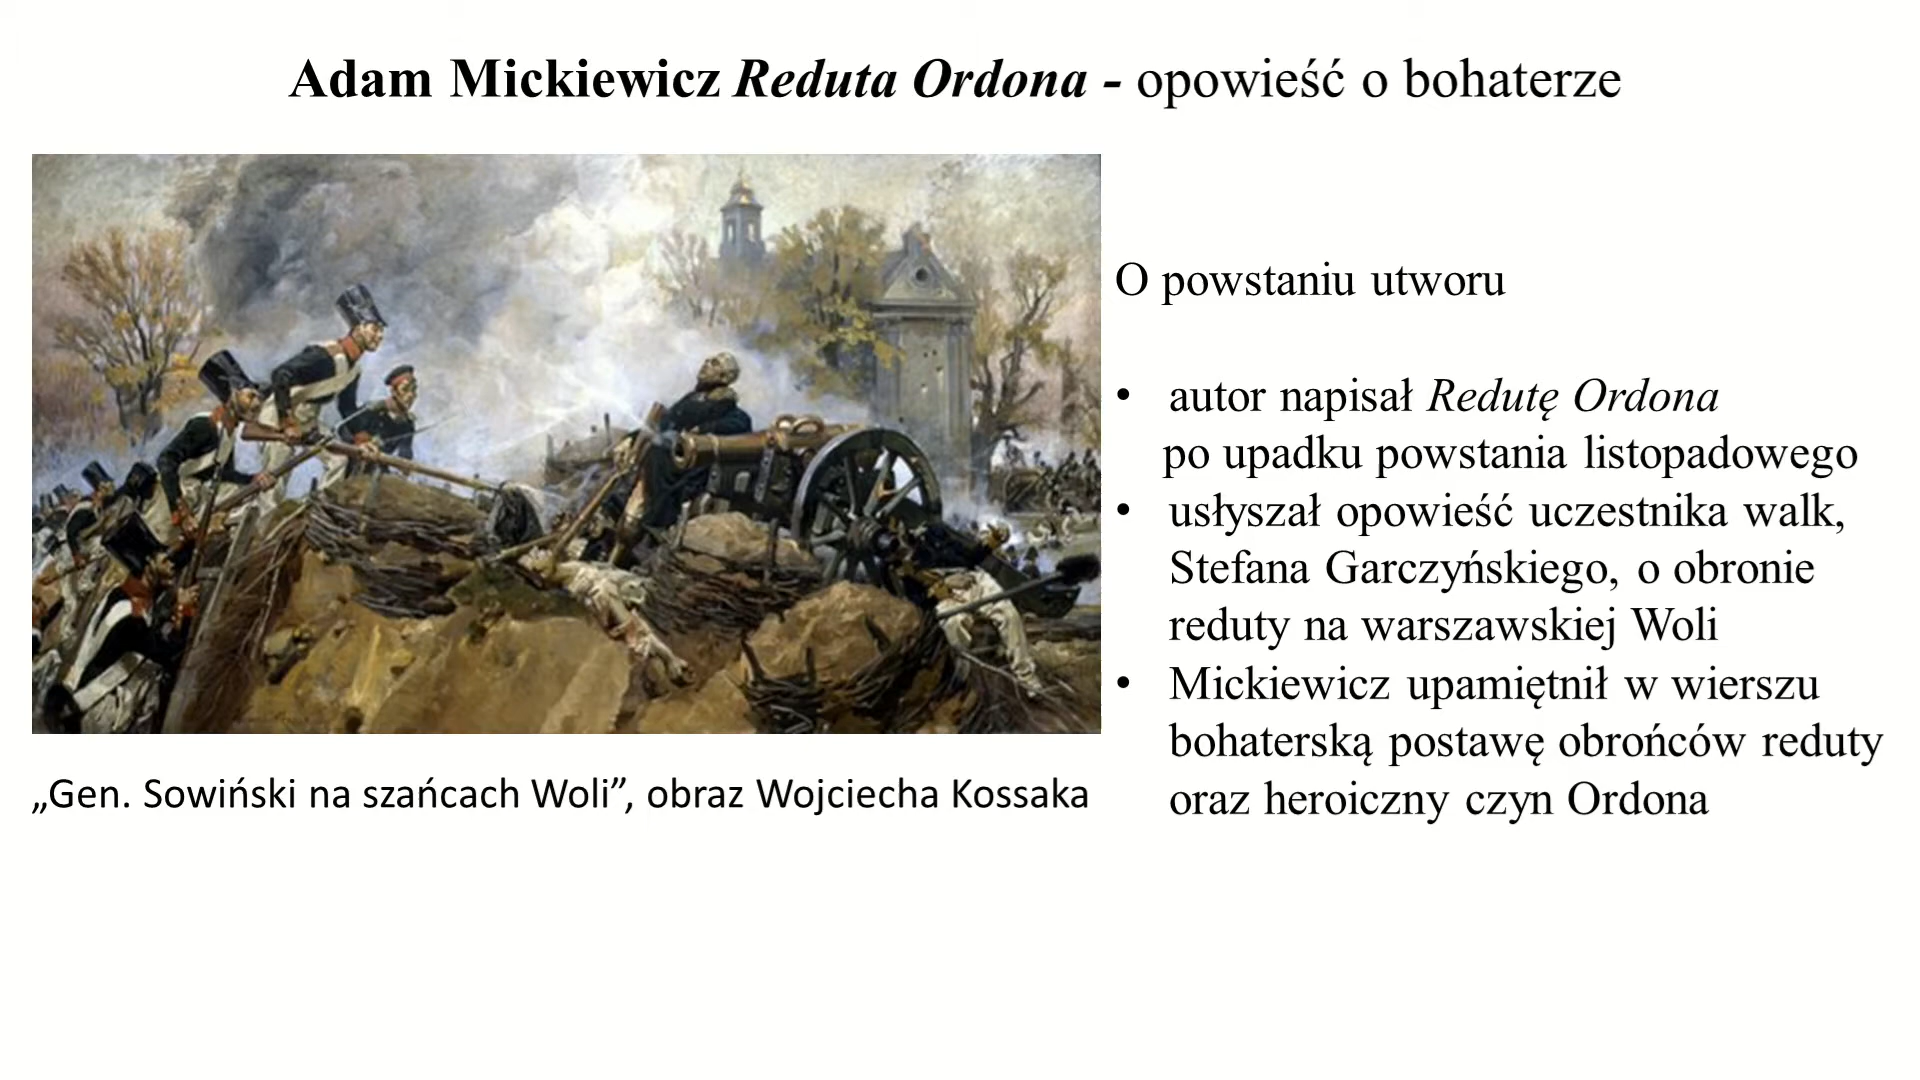 Adam Mickiewicz Reduta Ordona - opowieść o bohaterze
O powstaniu utworu
• autor napisał Redutę Ordona
po upadku powstania listopadowego
• usłyszał opowieść uczestnika walk,
Stefana Garczyńskiego, o obronie
reduty na warszawskiej Woli
• Mickiewicz upamiętnił w wierszu
bohaterską postawę obrońców reduty
oraz heroiczny czyn Ordona
„Gen. Sowiński na szańcach Woli”, obraz Wojciecha Kossaka